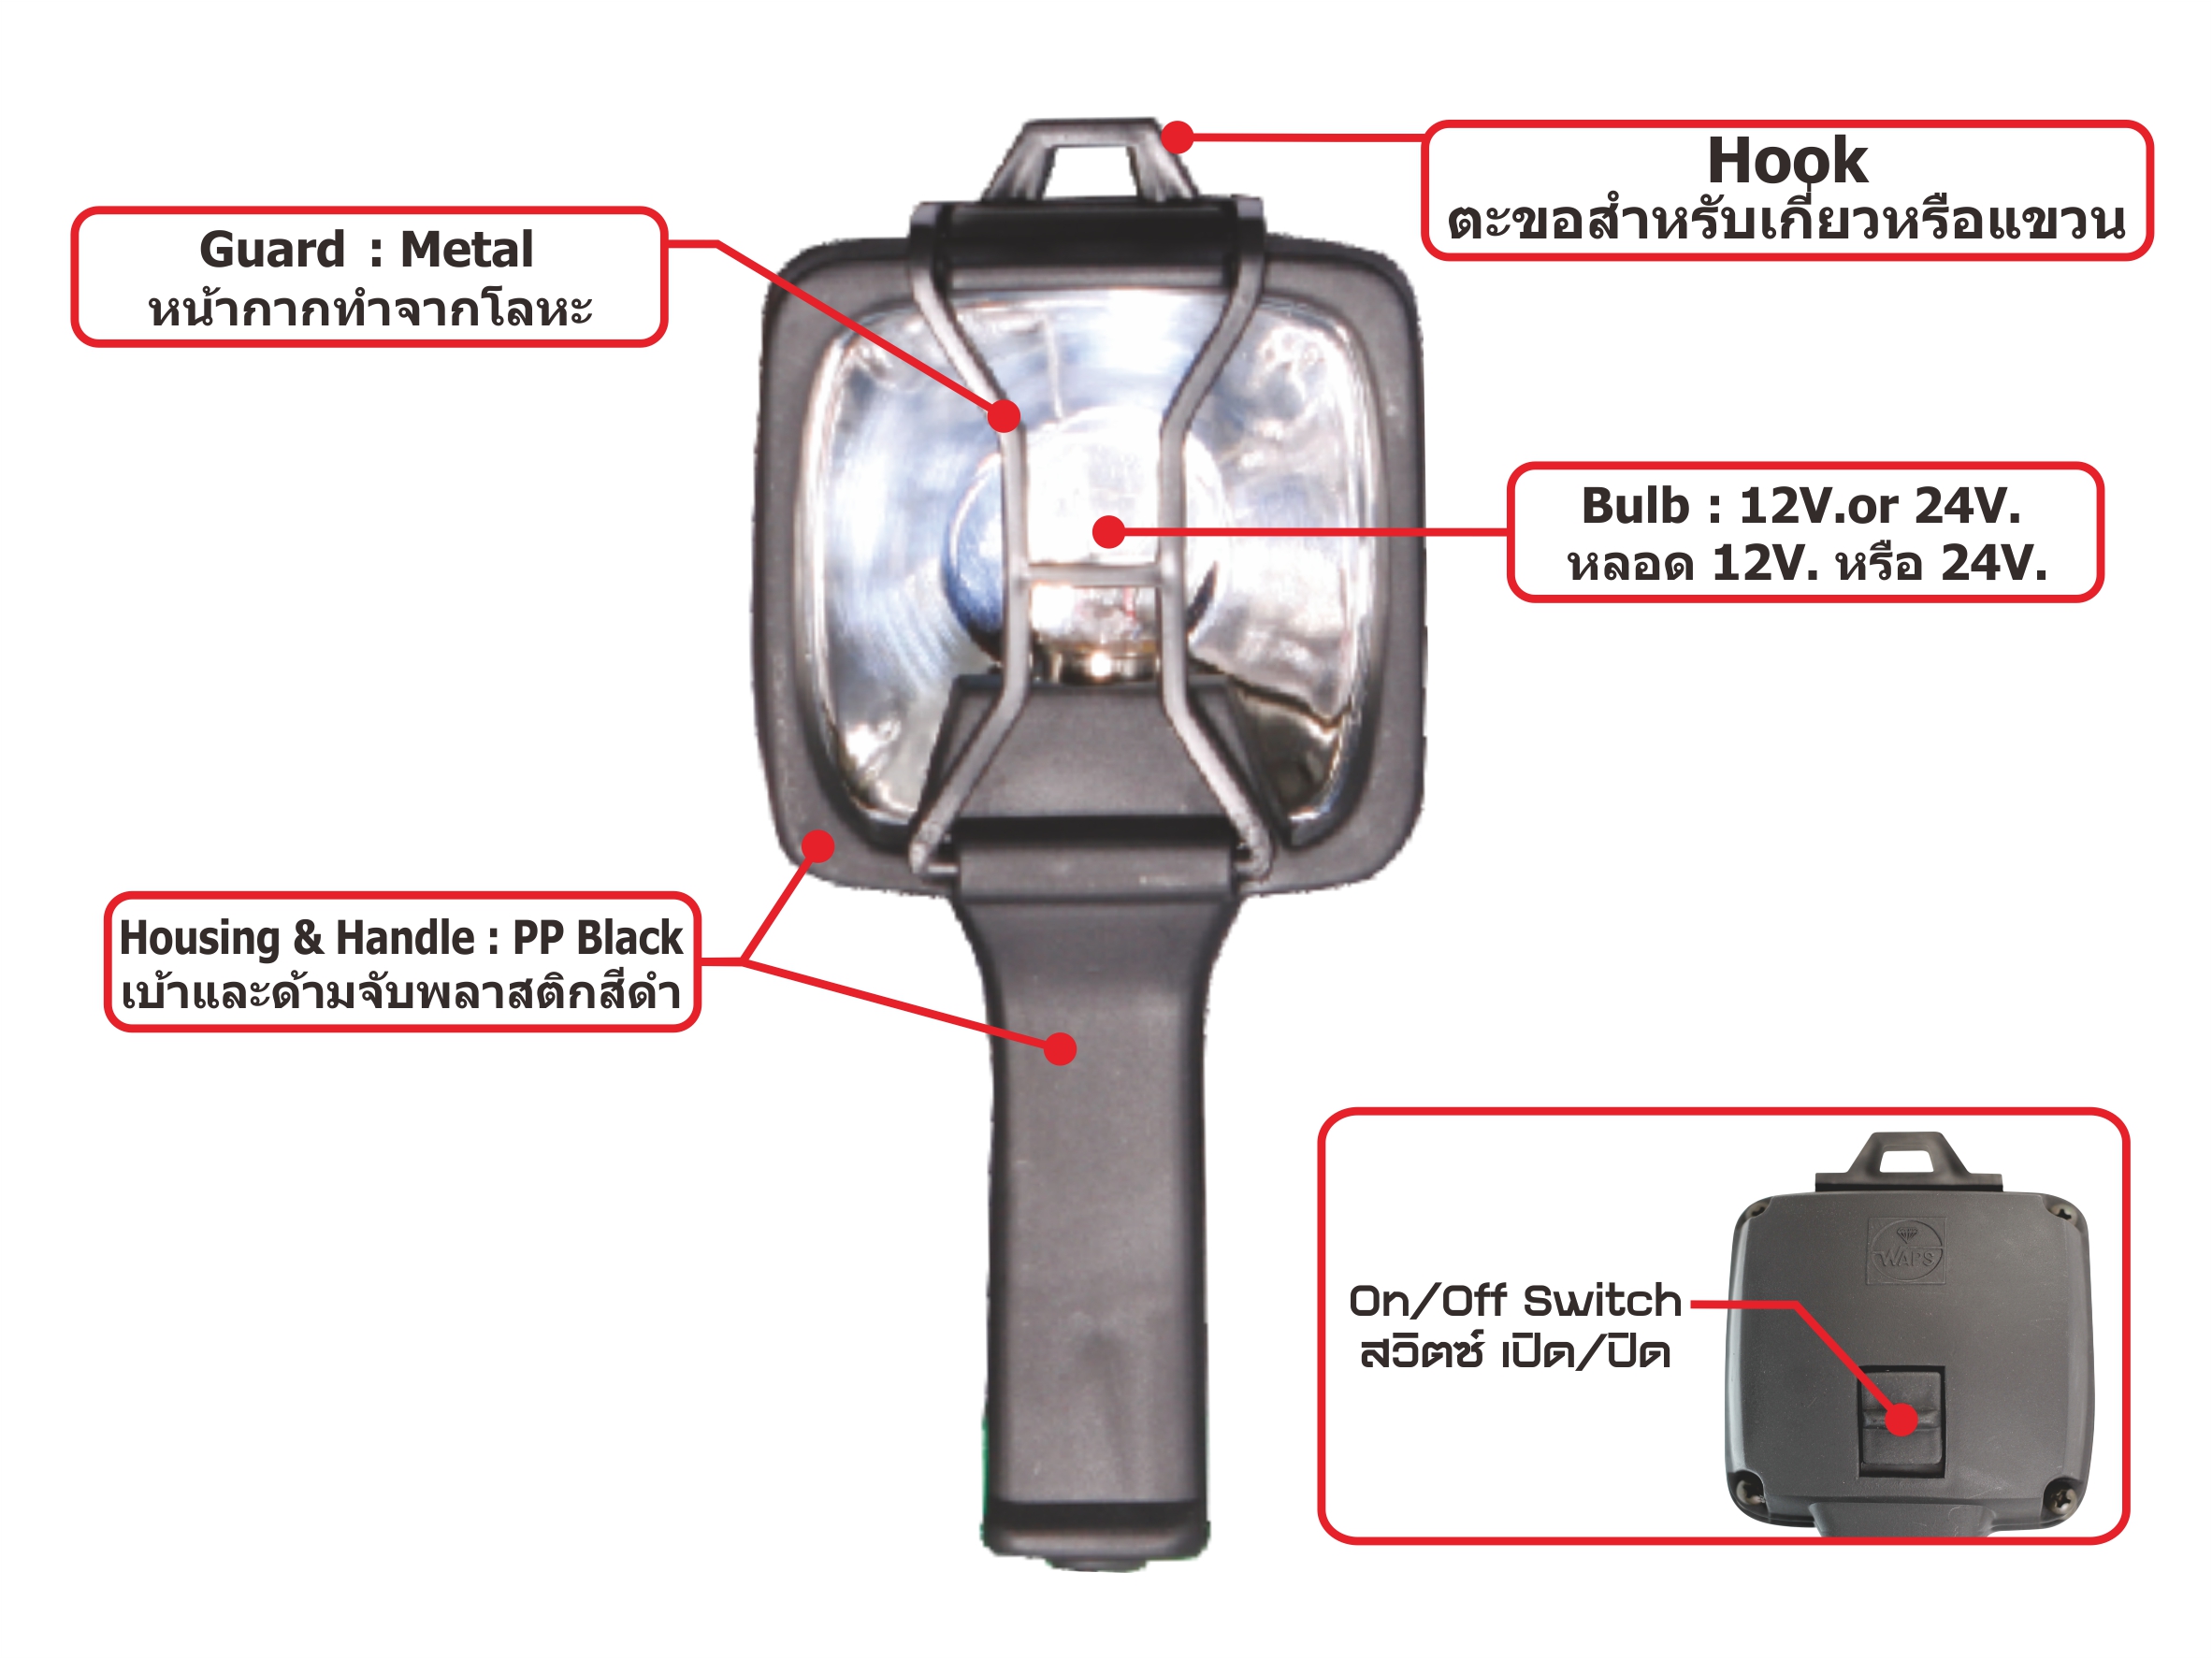 Hook
ตะขอสำหรับเกี่ยวหรือแขวน
Guard : Metal
หน้ากากทำจากโลหะ
Bulb : 12V.or 24V.
หลอด 12V. หรือ 24V.
Housing & Handle : PP Black
เบ้าและด้ามจับพลาสติกสีดำ
WAPS
On/Off Switch
สวิตซ์ เปิด/ปิด